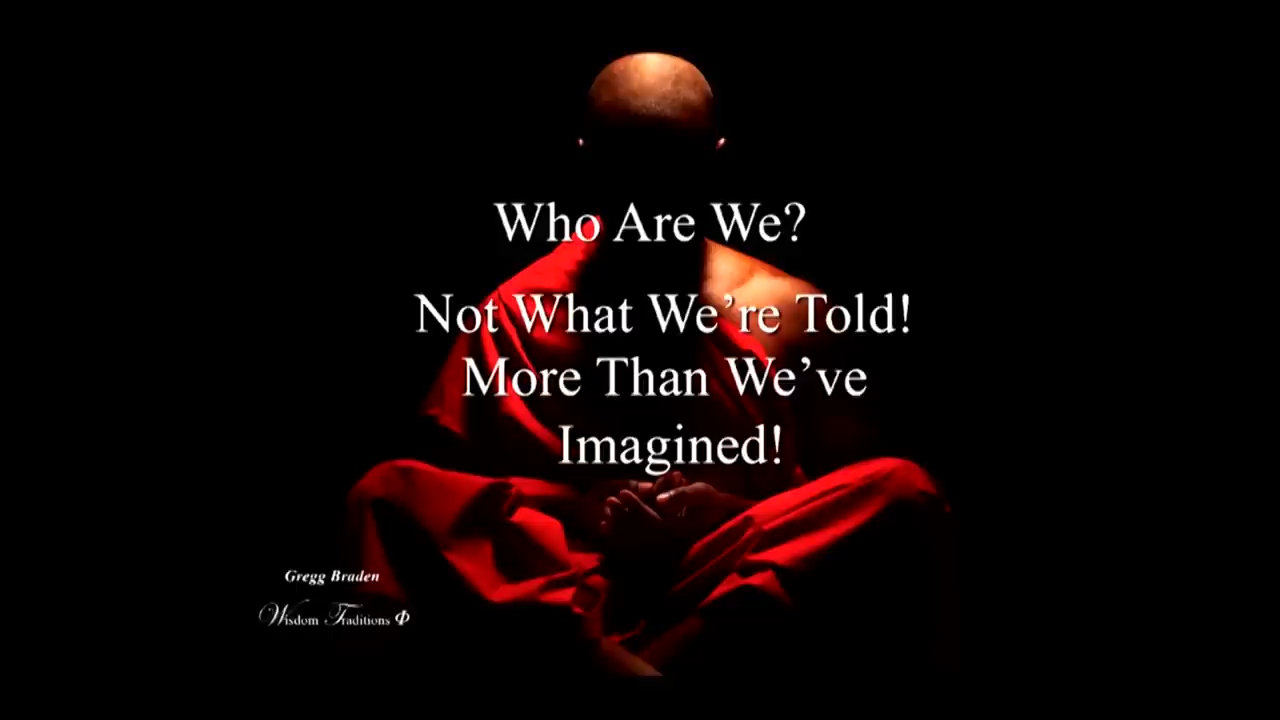 Who Are We?
Not What We're Told!
More Than We've
Imagined!
Gregg Braden
Wisdom Traditions Φ